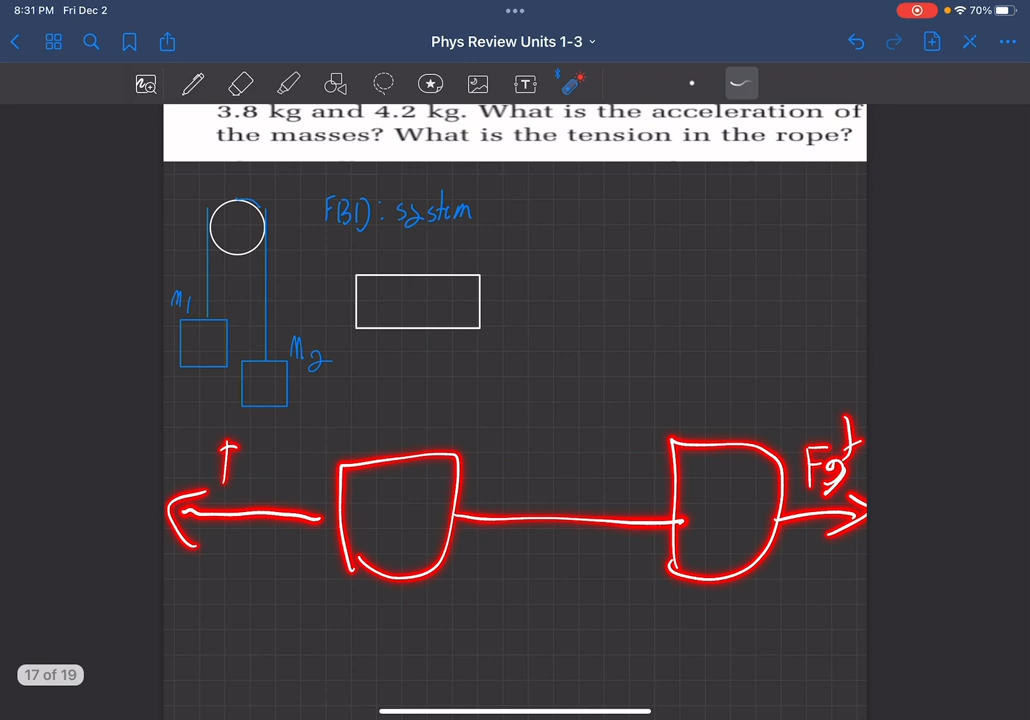 8:31 PM Fri Dec 2
70%
Phys Review Units 1-3
T
3.8 kg and 4.2 kg. What is the acceleration of
the masses? What is the tension in the rope?
FBD: system
M1
M2
T
Fg
17 of 19